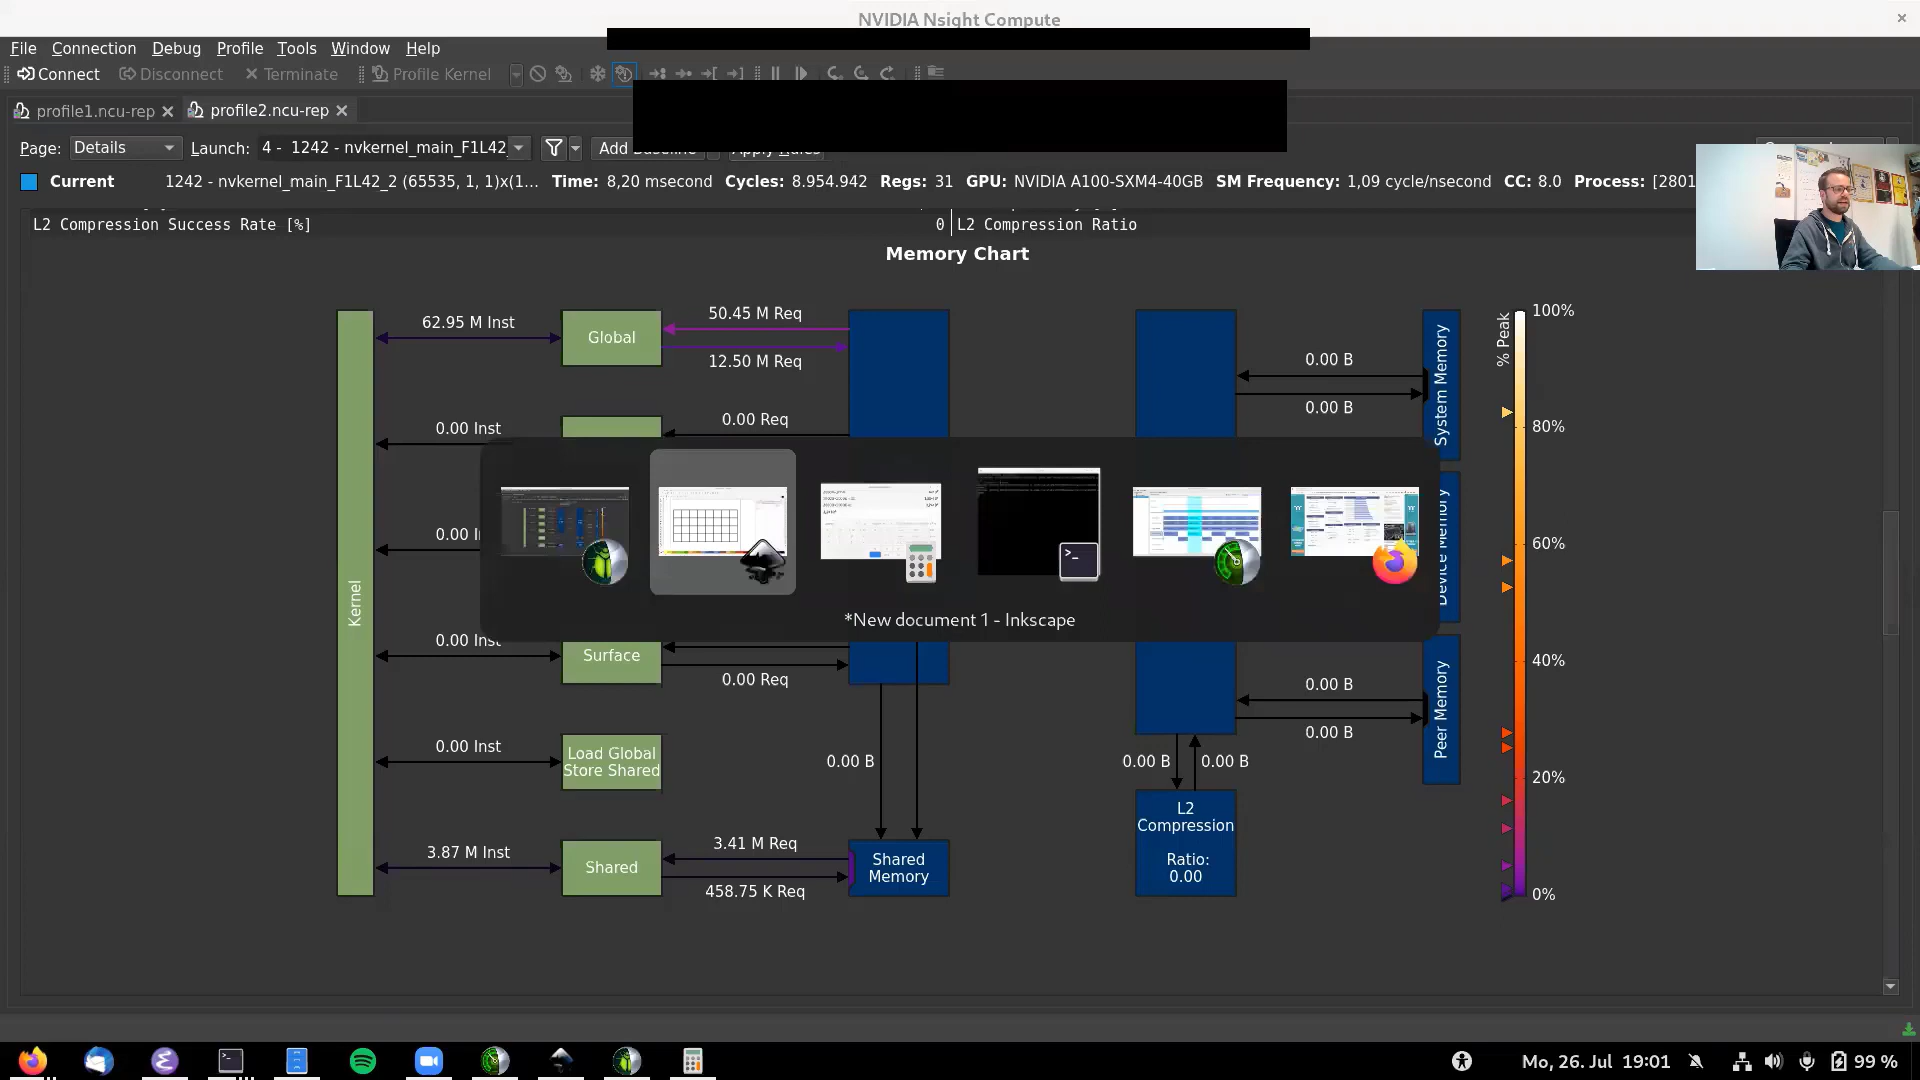 NVIDIA Nsight Compute
File Connection Debug Profile Tools Window Help
Connect Disconnect Terminate Profile Kernel
profile1.ncu-rep profile2.ncu-rep
Page: Details Launch: 4 - 1242 - nvkernel_main_F1L42 Add Baseline Apply Rules
Current 1242 - nvkernel_main_F1L42_2 (65535, 1, 1)x(1... Time: 8,20 msecond Cycles: 8.954.942 Regs: 31 GPU: NVIDIA A100-SXM4-40GB SM Frequency: 1,09 cycle/nsecond CC: 8.0 Process: [2801
L2 Compression Success Rate [%] 0 L2 Compression Ratio
Memory Chart
62.95 M Inst Global 50.45 M Req
12.50 M Req
0.00 B
0.00 B
System Memory
% Peak
100%
0.00 Inst 0.00 Req
80%
0.00 I
60%
Device Memory
*New document 1 - Inkscape
Kernel
0.00 Inst Surface
0.00 Req
0.00 B
0.00 B
Peer Memory
40%
0.00 Inst Load Global
Store Shared
0.00 B
0.00 B 0.00 B
20%
L2
Compression
Ratio:
0.00
3.87 M Inst Shared 3.41 M Req
458.75 K Req
Shared
Memory
0%
Mo, 26. Jul 19:01 99 %